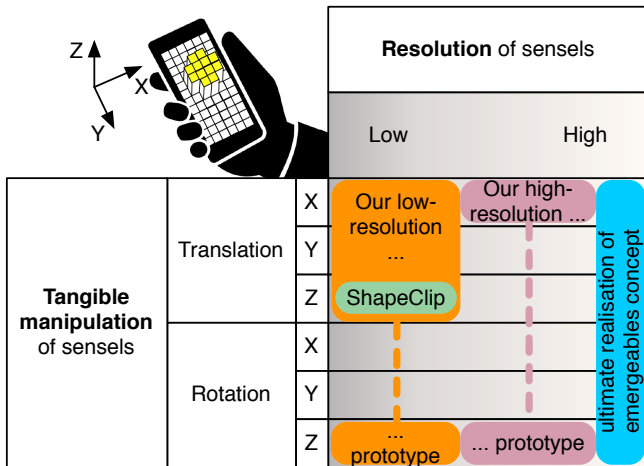 Z
X
Y
Resolution of sensels
Low
High
Tangible
manipulation
of sensels
Translation
X
Y
Z
Rotation
X
Y
Z
Our low-
resolution
...
ShapeClip
...
prototype
Our high-
resolution ...
... prototype
ultimate realisation of
emergeables concept